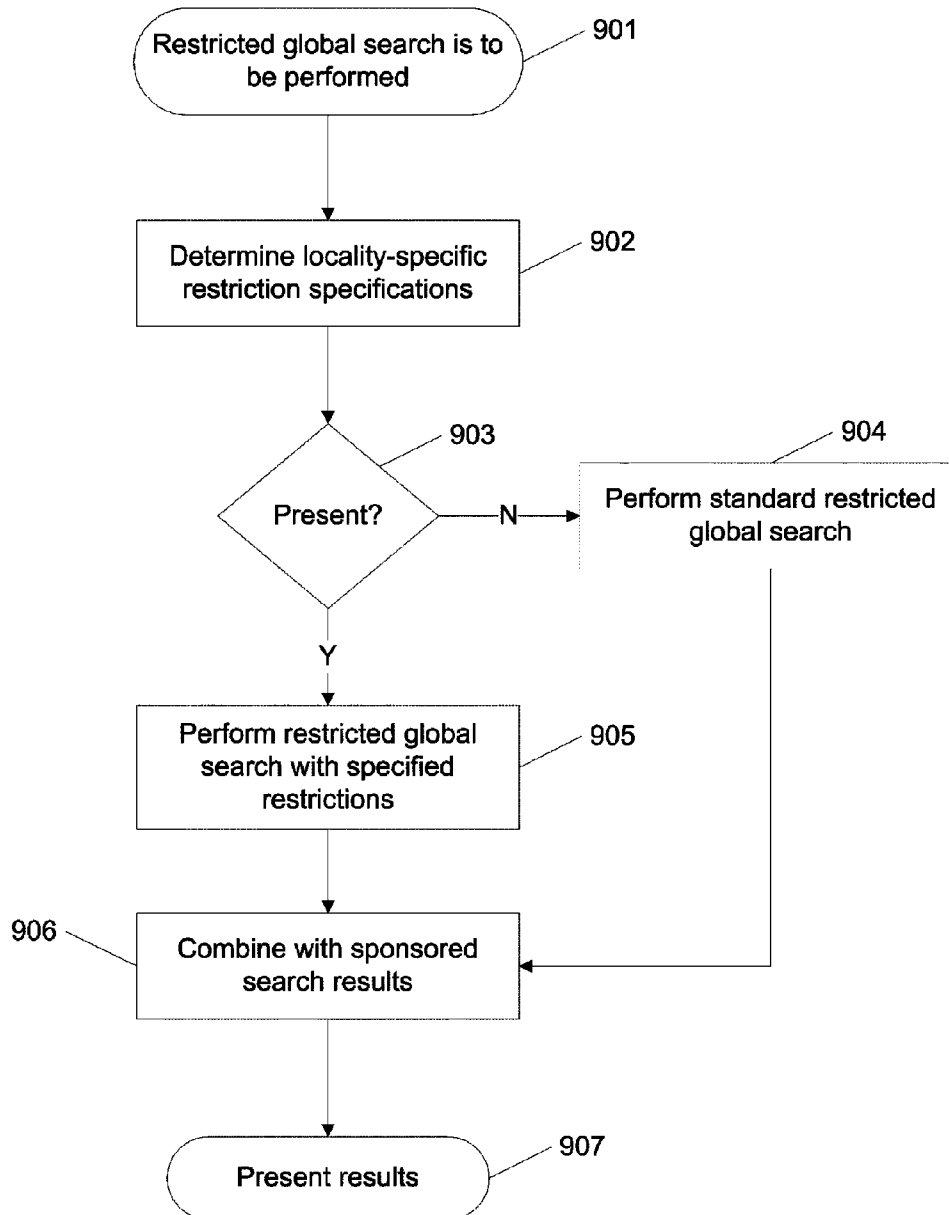 Restricted global search is to
be performed
901
Determine locality-specific
restriction specifications
902
903
Present?
N
904
Perform standard restricted
global search
Y
Perform restricted global
search with specified
restrictions
905
906
Combine with sponsored
search results
Present results
907